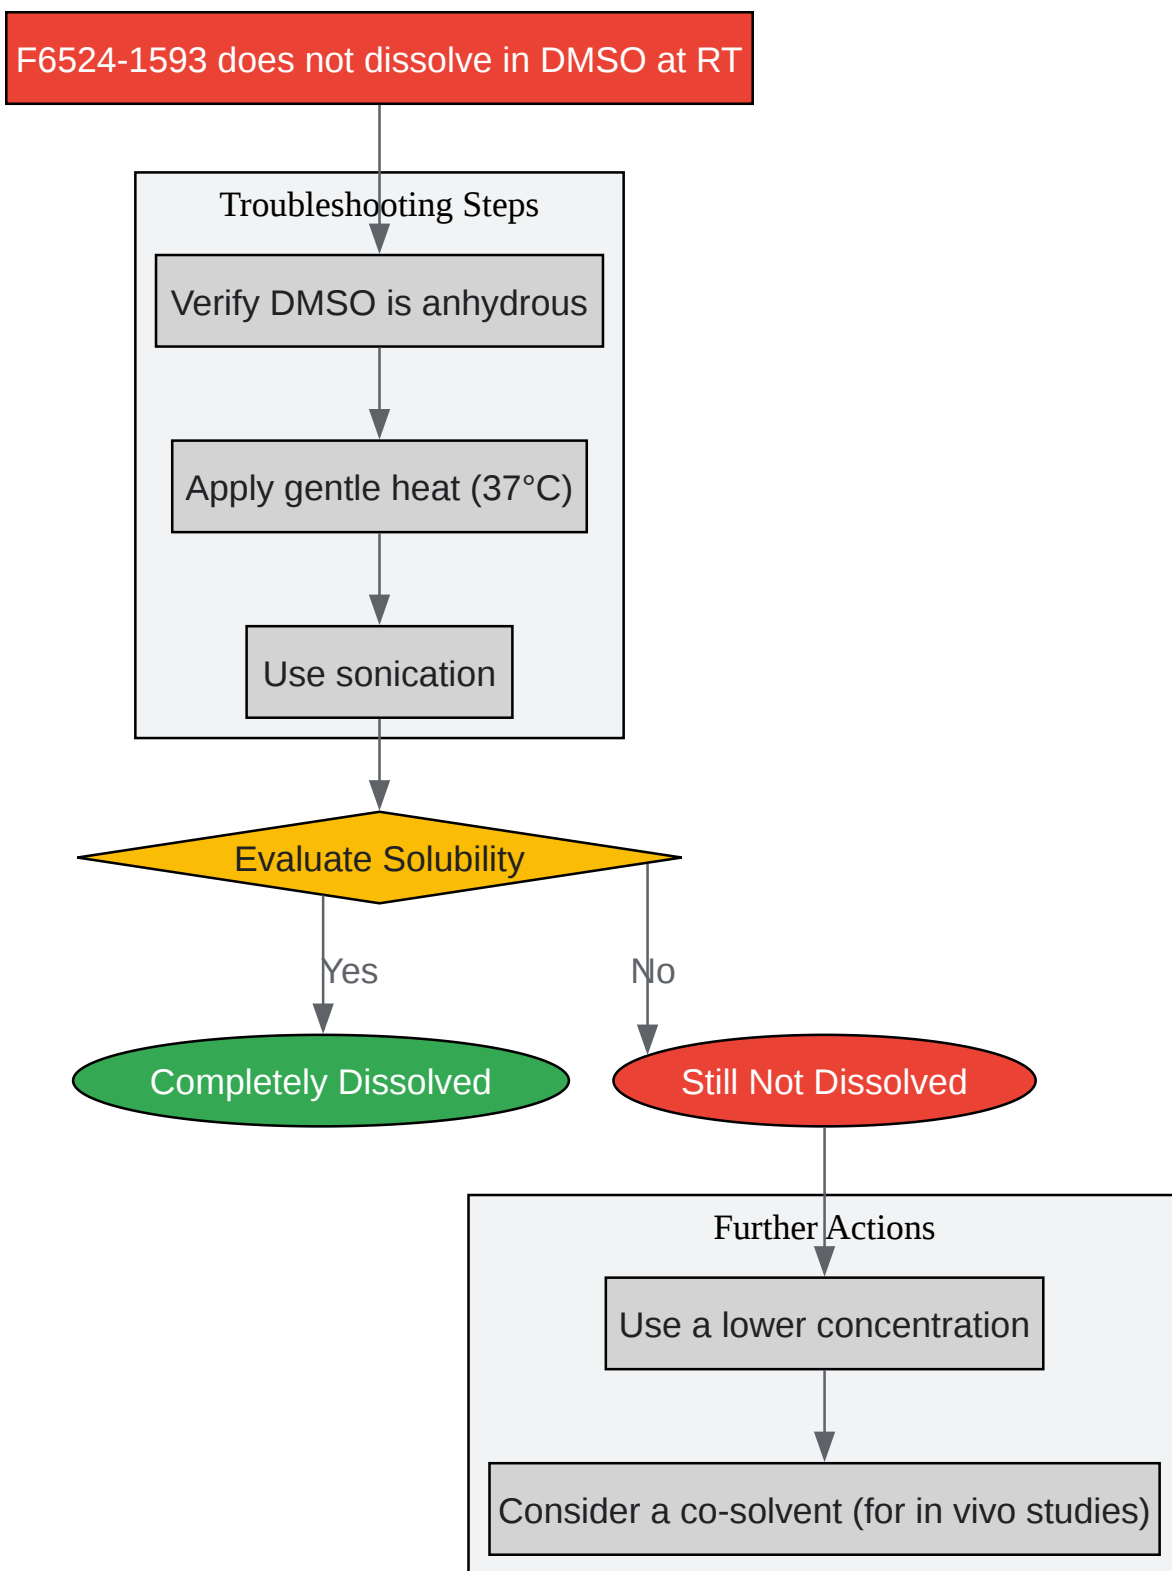 F6524-1593 does not dissolve in DMSO at RT
Troubleshooting Steps
Verify DMSO is anhydrous
Apply gentle heat (37°C)
Use sonication
Evaluate Solubility
Yes
No
Completely Dissolved
Still Not Dissolved
Further Actions
Use a lower concentration
Consider a co-solvent (for in vivo studies)